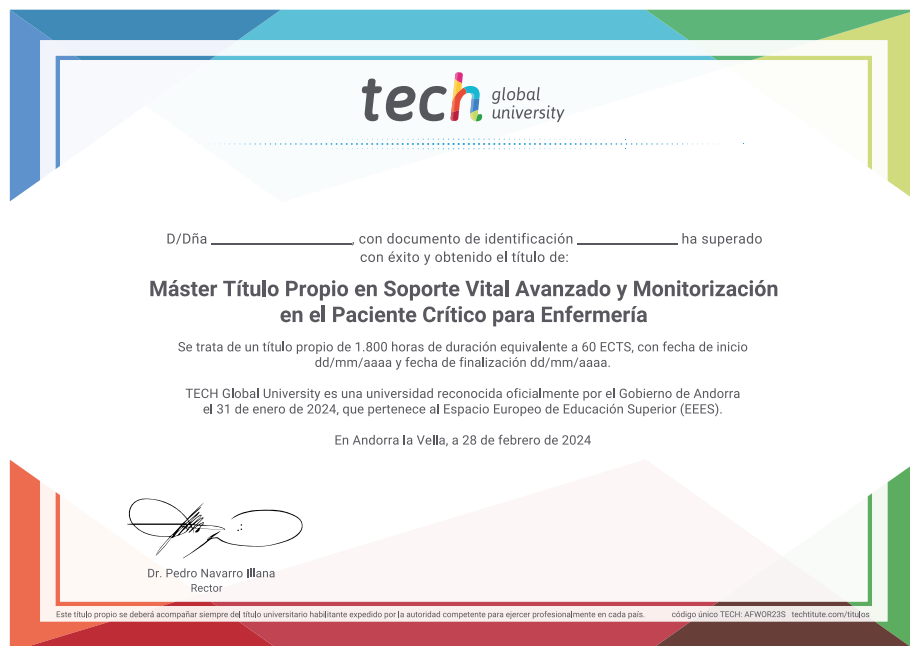 tech global
university
D/Dña ____________________, con documento de identificación ______________ ha superado
con éxito y obtenido el título de:
Máster Título Propio en Soporte Vital Avanzado y Monitorización
en el Paciente Crítico para Enfermería
Se trata de un título propio de 1.800 horas de duración equivalente a 60 ECTS, con fecha de inicio
dd/mm/aaaa y fecha de finalización dd/mm/aaaa.
TECH Global University es una universidad reconocida oficialmente por el Gobierno de Andorra
el 31 de enero de 2024, que pertenece al Espacio Europeo de Educación Superior (EEES).
En Andorra la Vella, a 28 de febrero de 2024
Dr. Pedro Navarro Illana
Rector
Este título propio se deberá acompañar siempre del título universitario habilitante expedido por la autoridad competente para ejercer profesionalmente en cada país. código único TECH: AFWOR23S techtitute.com/titulos